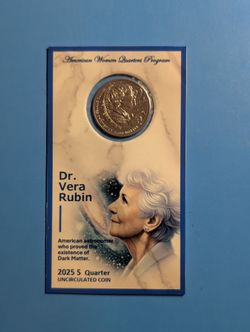 American Women Quarters Program
Dr.
Vera
Rubin
American astronomer
who proved the
existence of
Dark Matter.
2025 S Quarter
UNCIRCULATED COIN